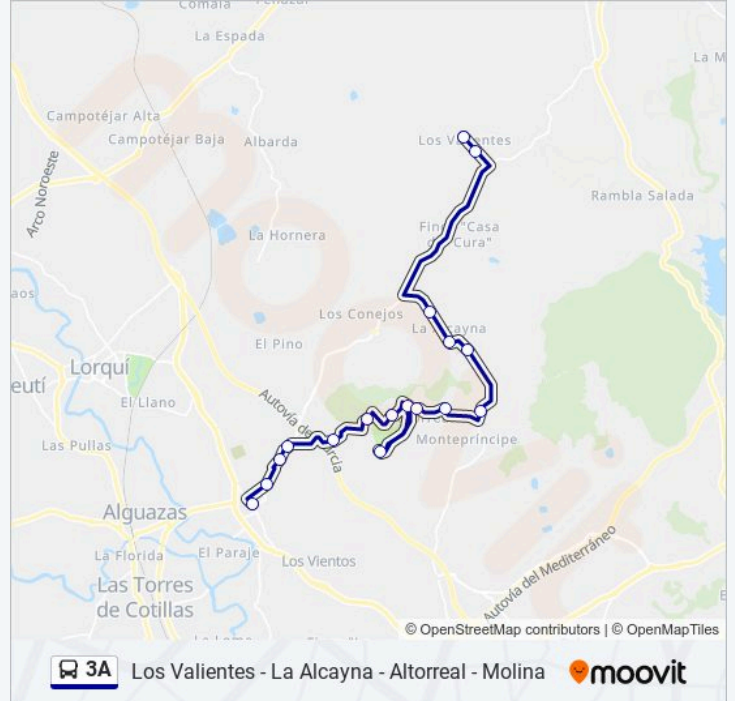 Comala
La Espada
La M
Campotéjar Alta
Campotéjar Baja
Albarda
Los Valientes
Arco Noroeste
Rambla Salada
Finca "Casa
del Cura"
La Hornera
Los Conejos
La Alcayna
El Pino
Lorquí
eutí
El Llano
Autovía de Murcia
Las Pullas
Montepríncipe
Alguazas
La Florida
El Paraje
Los Vientos
Autovía del Mediterráneo
Las Torres
de Cotillas
© OpenStreetMap contributors | © OpenMapTiles
3A Los Valientes - La Alcayna - Altorreal - Molina moovit